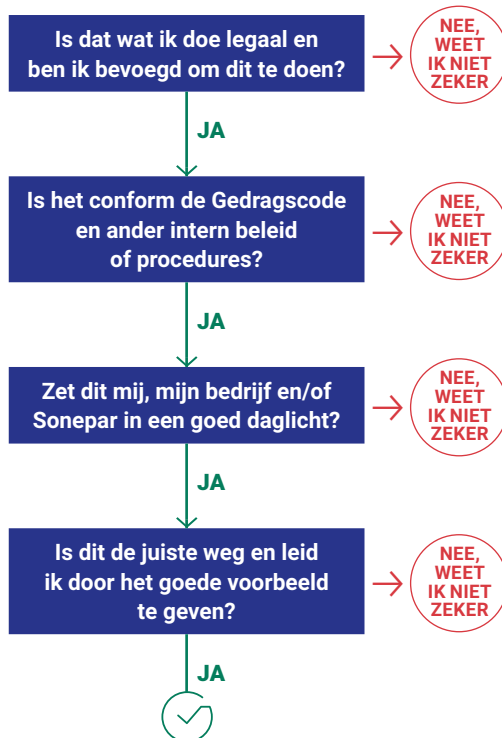 Is dat wat ik doe legaal en
ben ik bevoegd om dit te doen?
NEE,
WEET
IK NIET
ZEKER
JA
Is het conform de Gedragscode
en ander intern beleid
of procedures?
NEE,
WEET
IK NIET
ZEKER
JA
Zet dit mij, mijn bedrijf en/of
Sonepar in een goed daglicht?
NEE,
WEET
IK NIET
ZEKER
JA
Is dit de juiste weg en leid
ik door het goede voorbeeld
te geven?
NEE,
WEET
IK NIET
ZEKER
JA